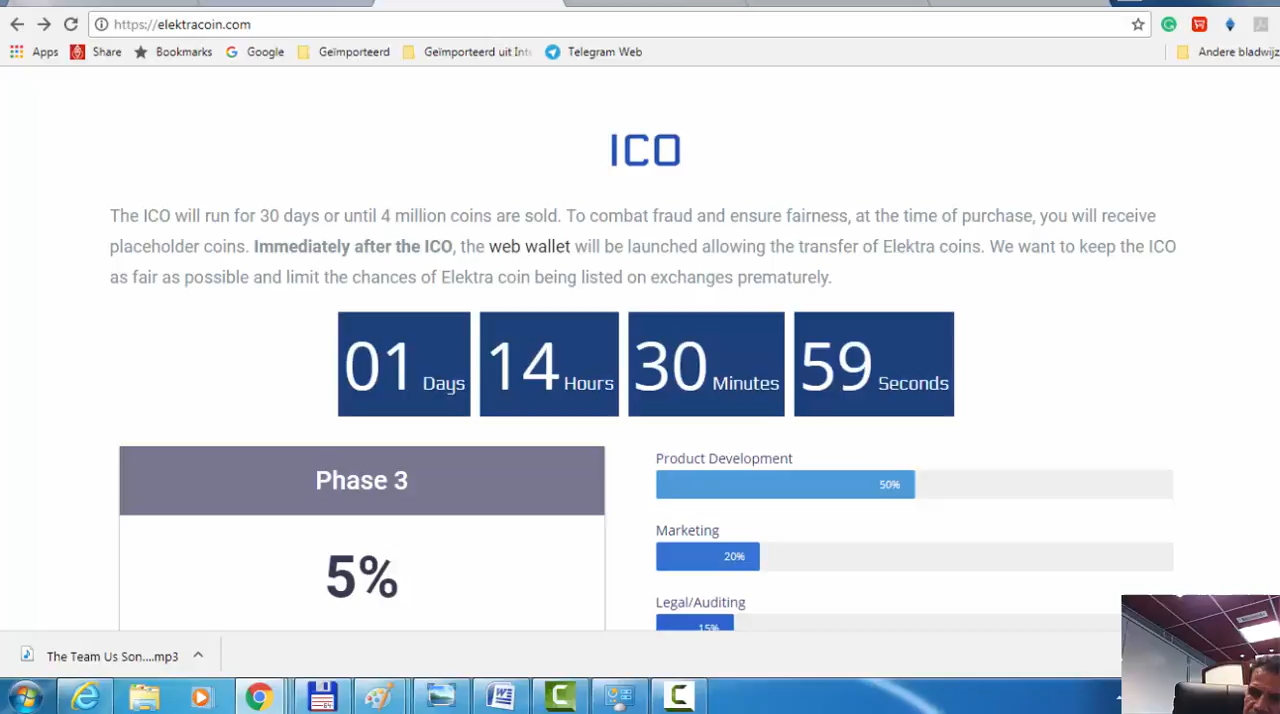 https://elektracoin.com
Apps Share Bookmarks Google Geïmporteerd Geïmporteerd uit Int Telegram Web Andere bladwijz
ICO
The ICO will run for 30 days or until 4 million coins are sold. To combat fraud and ensure fairness, at the time of purchase, you will receive
placeholder coins. Immediately after the ICO, the web wallet will be launched allowing the transfer of Elektra coins. We want to keep the ICO
as fair as possible and limit the chances of Elektra coin being listed on exchanges prematurely.
01 Days 14 Hours 30 Minutes 59 Seconds
Phase 3
5%
Product Development
50%
Marketing
20%
Legal/Auditing
15%
The Team Us Son....mp3